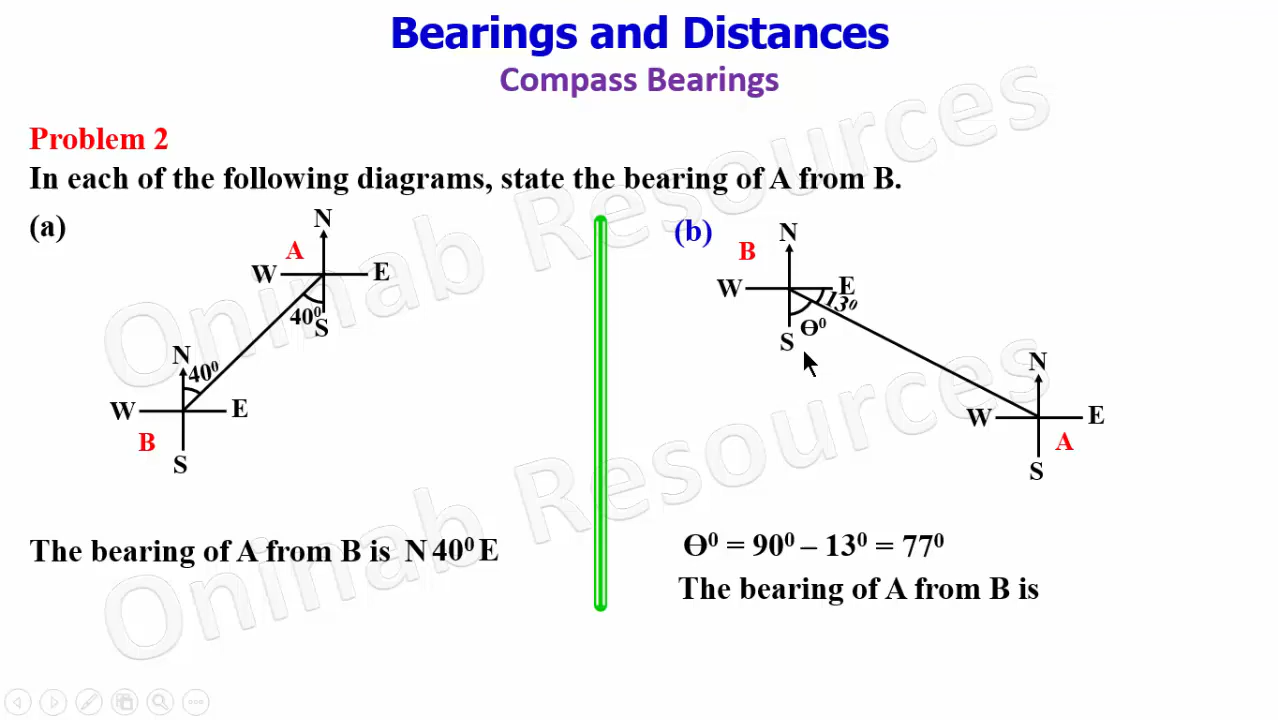 Bearings and Distances
Compass Bearings
Problem 2
In each of the following diagrams, state the bearing of A from B.
(a)
N
A
W
E
40⁰
S
N
40⁰
W
E
B
S
The bearing of A from B is N 40⁰ E
(b)
N
B
W
E
13⁰
S
ϴ⁰
N
W
E
A
S
ϴ⁰ = 90⁰ – 13⁰ = 77⁰
The bearing of A from B is
Oninab Resources
Oninab Resources